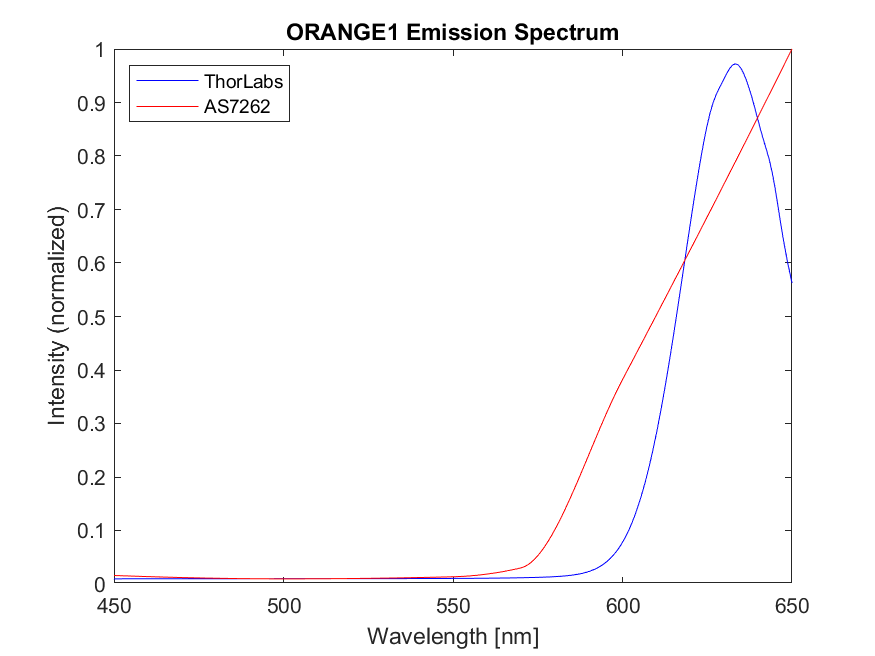 ORANGE1 Emission Spectrum
1
0.9
0.8
0.7
0.6
0.5
0.4
0.3
0.2
0.1
0
ThorLabs
AS7262
Intensity (normalized)
450 500 550 600 650
Wavelength [nm]